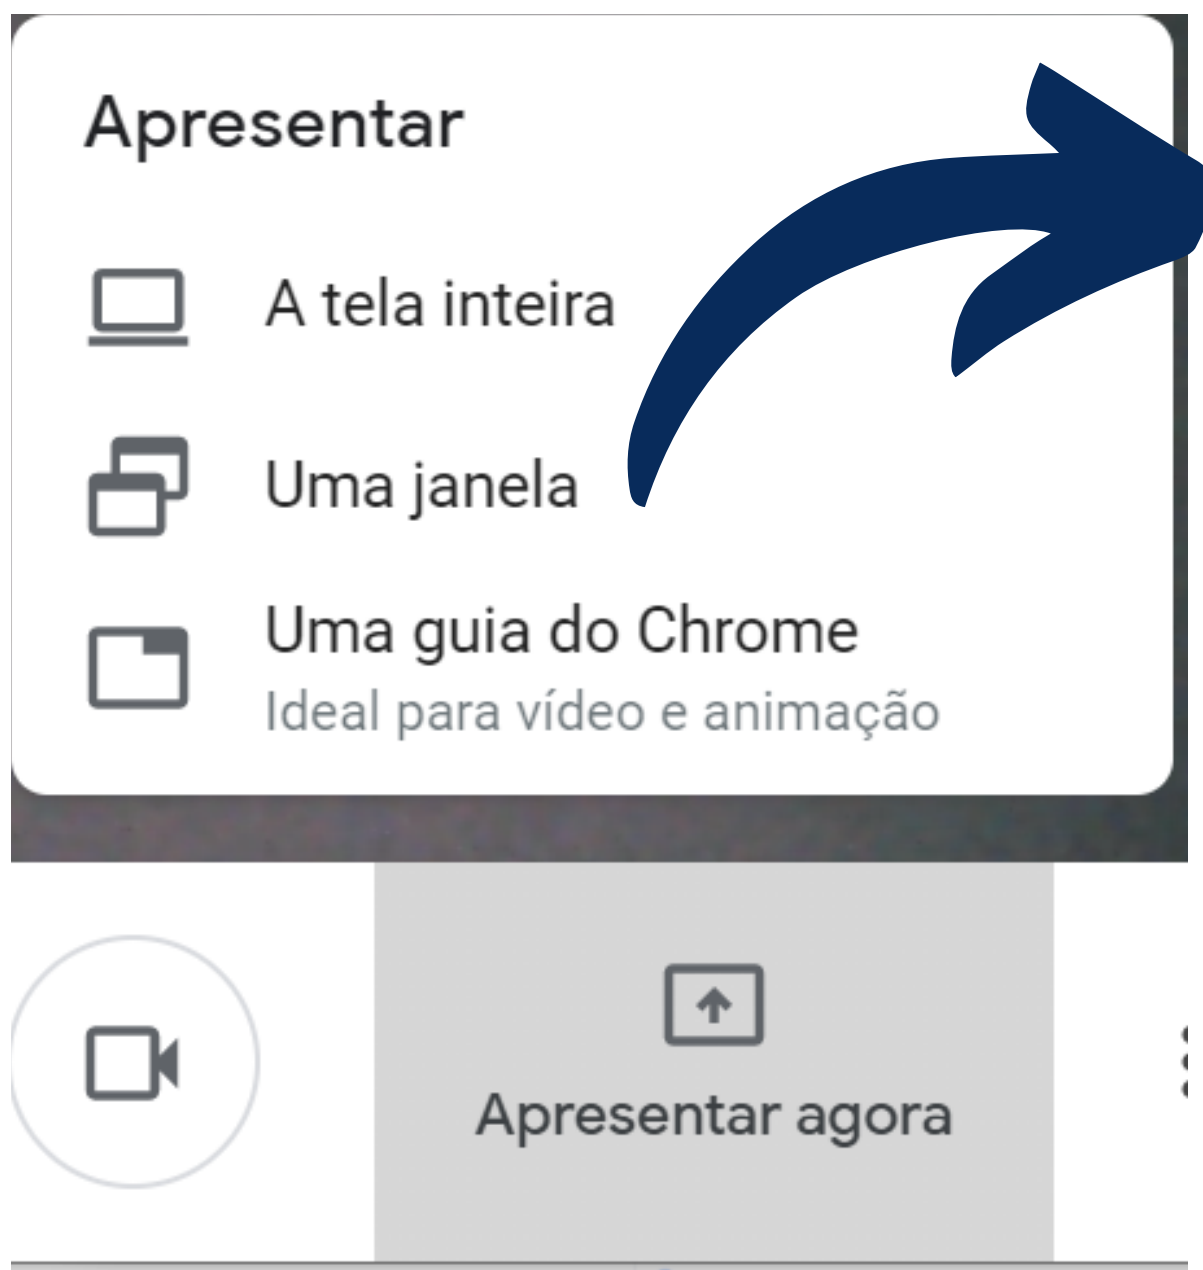 Apresentar
A tela inteira
Uma janela
Uma guia do Chrome
Ideal para vídeo e animação
Apresentar agora